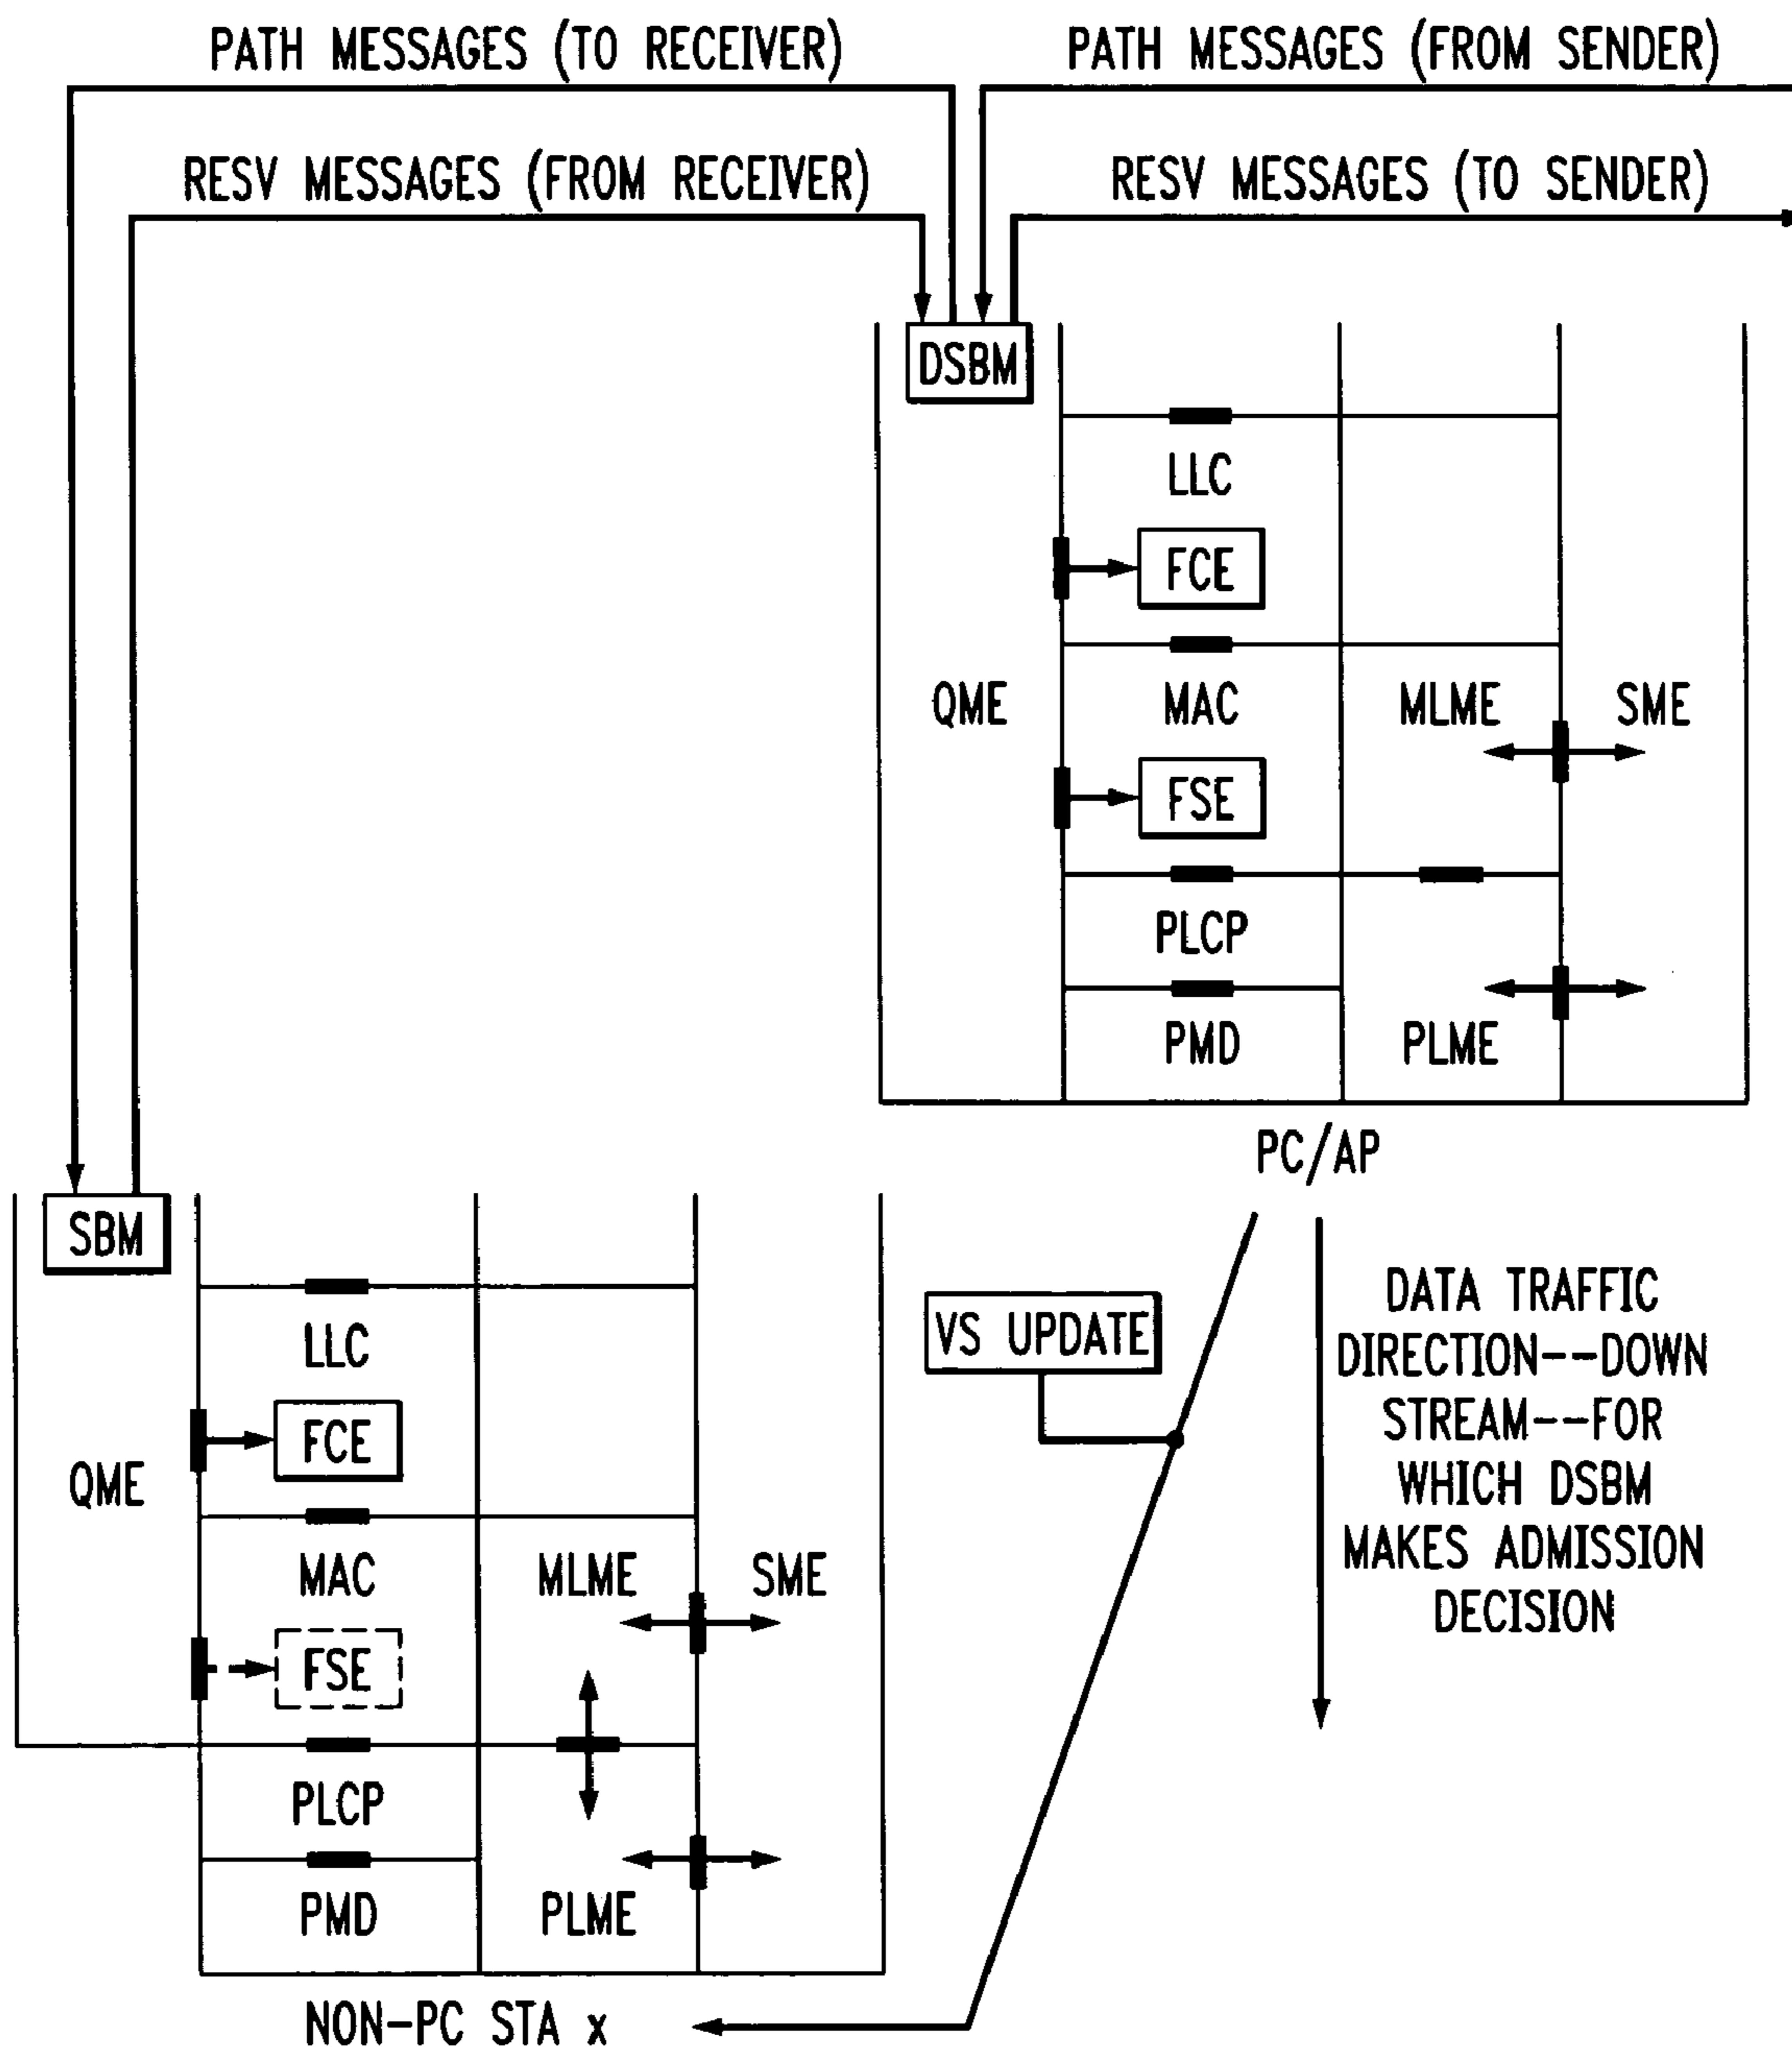 PATH MESSAGES (TO RECEIVER)
PATH MESSAGES (FROM SENDER)
RESV MESSAGES (FROM RECEIVER)
RESV MESSAGES (TO SENDER)
DSBM
LLC
FCE
QME
MAC
MLME
SME
FSE
PLCP
PMD
PLME
PC/AP
SBM
LLC
FCE
QME
MAC
MLME
SME
FSE
PLCP
PMD
PLME
NON-PC STA x
VS UPDATE
DATA TRAFFIC
DIRECTION--DOWN
STREAM--FOR
WHICH DSBM
MAKES ADMISSION
DECISION